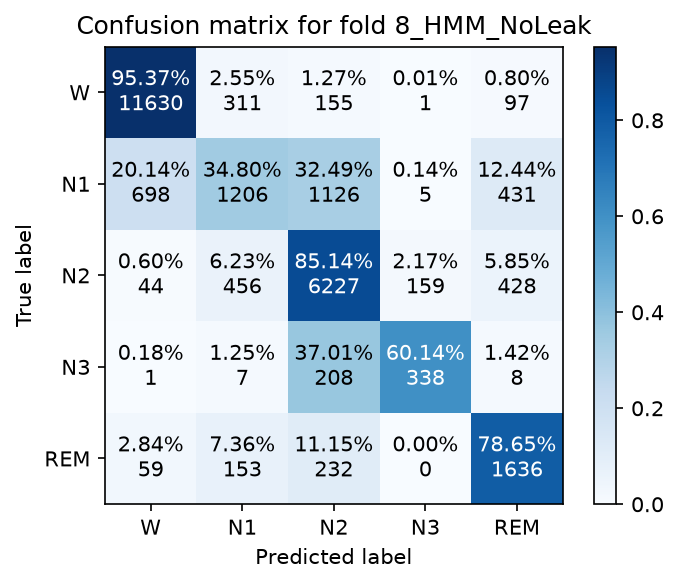 Confusion matrix for fold 8_HMM_NoLeak
True label
W
95.37% 2.55% 1.27% 0.01% 0.80%
11630 311 155 1 97
N1
20.14% 34.80% 32.49% 0.14% 12.44%
698 1206 1126 5 431
N2
0.60% 6.23% 85.14% 2.17% 5.85%
44 456 6227 159 428
N3
0.18% 1.25% 37.01% 60.14% 1.42%
1 7 208 338 8
REM
2.84% 7.36% 11.15% 0.00% 78.65%
59 153 232 0 1636
W N1 N2 N3 REM
Predicted label
0.8
0.6
0.4
0.2
0.0